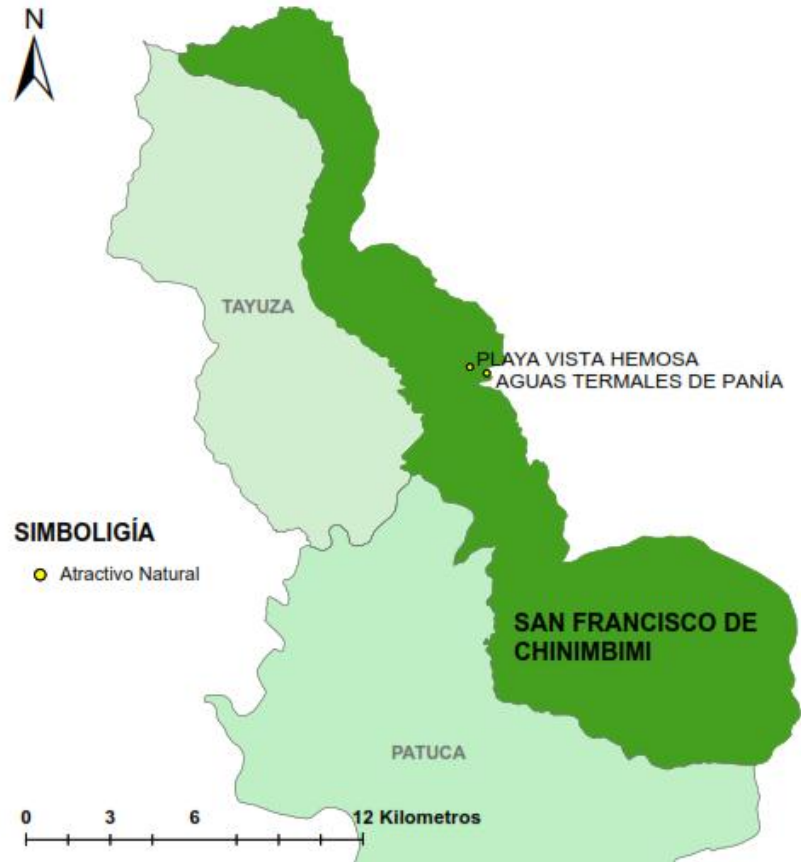 N
TAYUZA
PLAYA VISTA HEMOSA
AGUAS TERMALES DE PANÍA
SIMBOLIGÍA
Atractivo Natural
SAN FRANCISCO DE
CHINIMBIMI
PATUCA
0 3 6 12 Kilometros